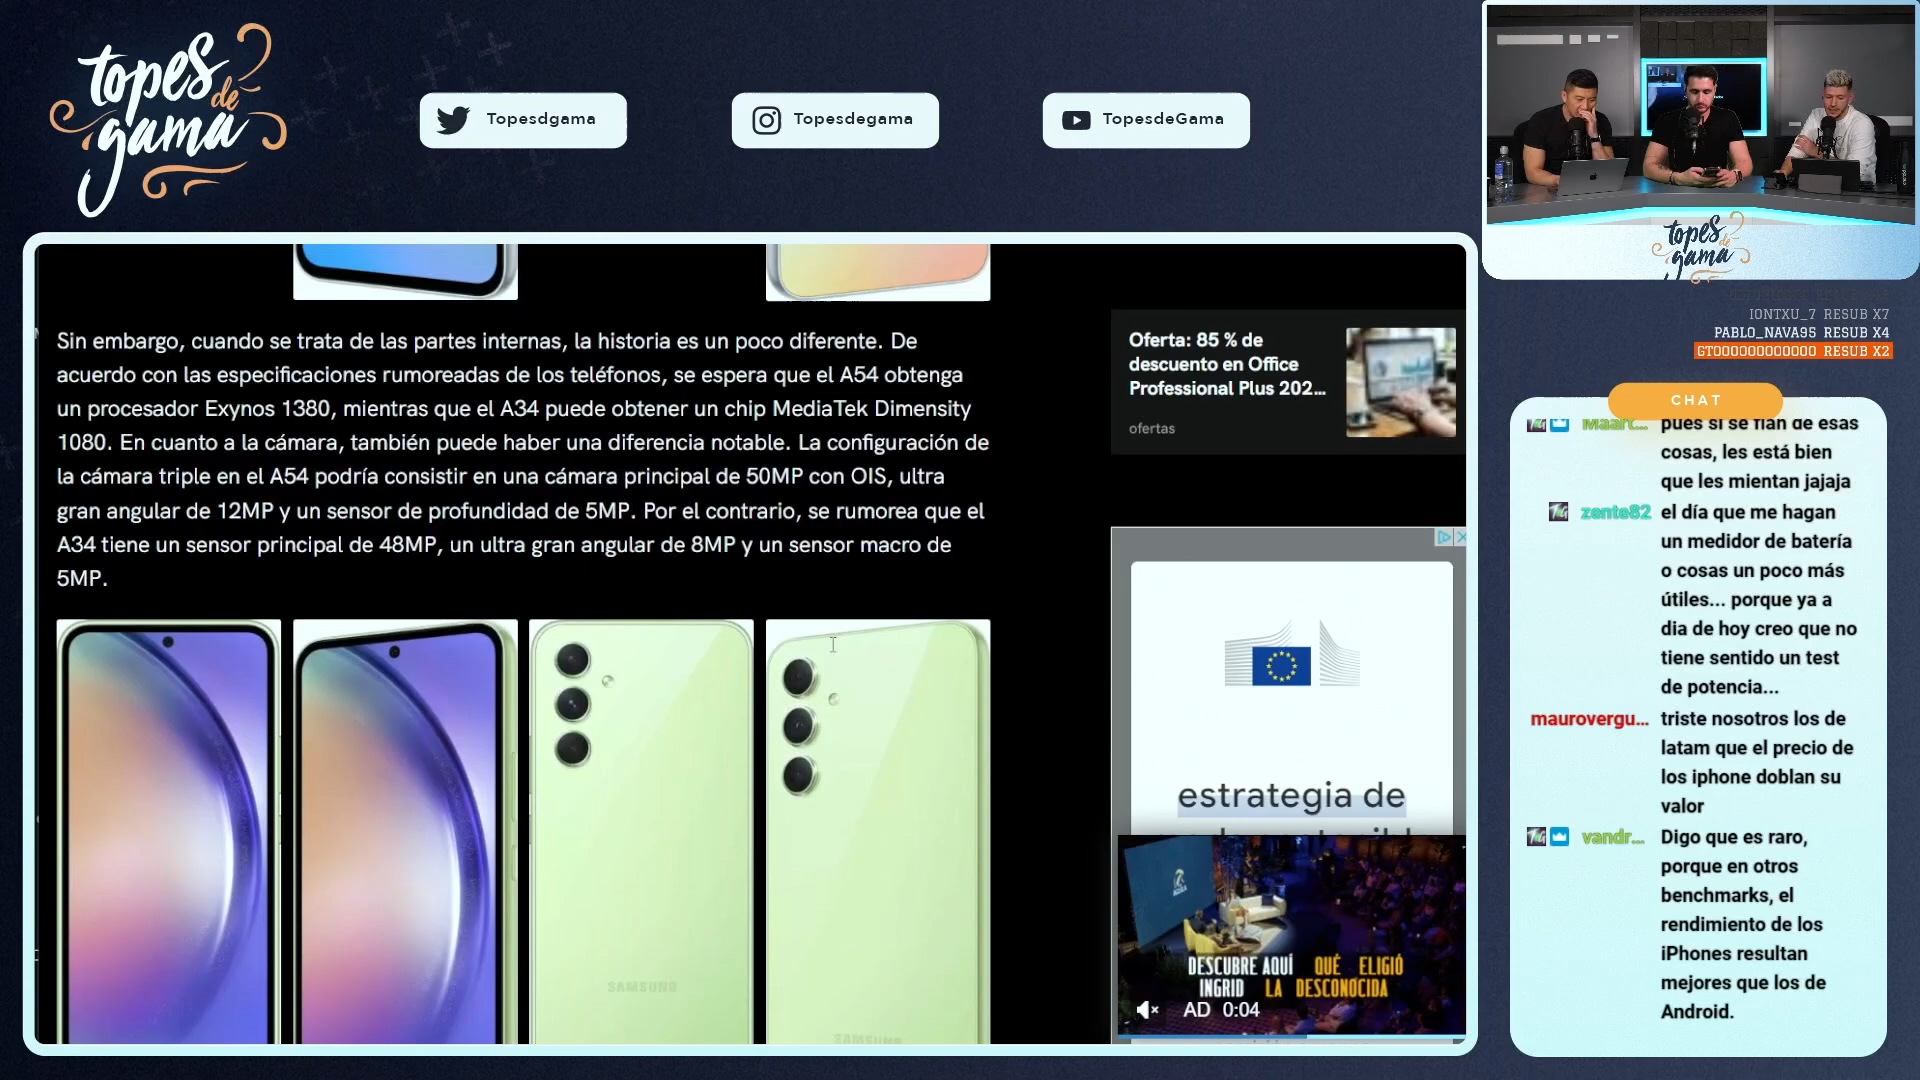 topes
de
gama
Topesdgama
Topesdegama
TopesdeGama
topes
de
gama
IONTXU_7 RESUB X7
PABLO_NAVA95 RESUB X4
GTOOOOOOOOOOO RESUB X2
Sin embargo, cuando se trata de las partes internas, la historia es un poco diferente. De
acuerdo con las especificaciones rumoreadas de los teléfonos, se espera que el A54 obtenga
un procesador Exynos 1380, mientras que el A34 puede obtener un chip MediaTek Dimensity
1080. En cuanto a la cámara, también puede haber una diferencia notable. La configuración de
la cámara triple en el A54 podría consistir en una cámara principal de 50MP con OIS, ultra
gran angular de 12MP y un sensor de profundidad de 5MP. Por el contrario, se rumorea que el
A34 tiene un sensor principal de 48MP, un ultra gran angular de 8MP y un sensor macro de
5MP.
SAMSUNG
SAMSUNG
Oferta: 85 % de
descuento en Office
Professional Plus 202...
ofertas
estrategia de
DESCUBRE AQUÍ QUÉ ELIGIÓ
INGRID LA DESCONOCIDA
AD 0:04
CHAT
Maart... pues si se fían de esas
cosas, les está bien
que les mientan jajaja
zente82 el día que me hagan
un medidor de batería
o cosas un poco más
útiles... porque ya a
dia de hoy creo que no
tiene sentido un test
de potencia...
maurovergu... triste nosotros los de
latam que el precio de
los iphone doblan su
valor
vandr... Digo que es raro,
porque en otros
benchmarks, el
rendimiento de los
iPhones resultan
mejores que los de
Android.